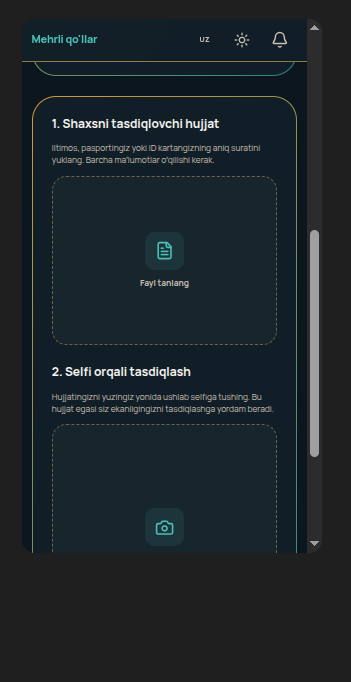 Mehrli qo'llar
UZ
1. Shaxsni tasdiqlovchi hujjat
Iltimos, pasportingiz yoki ID kartangizning aniq suratini
yuklang. Barcha ma'lumotlar o'qilishi kerak.
Fayl tanlang
2. Selfi orqali tasdiqlash
Hujjatingizni yuzingiz yonida ushlab selfiga tushing. Bu
hujjat egasi siz ekanligingizni tasdiqlashga yordam beradi.